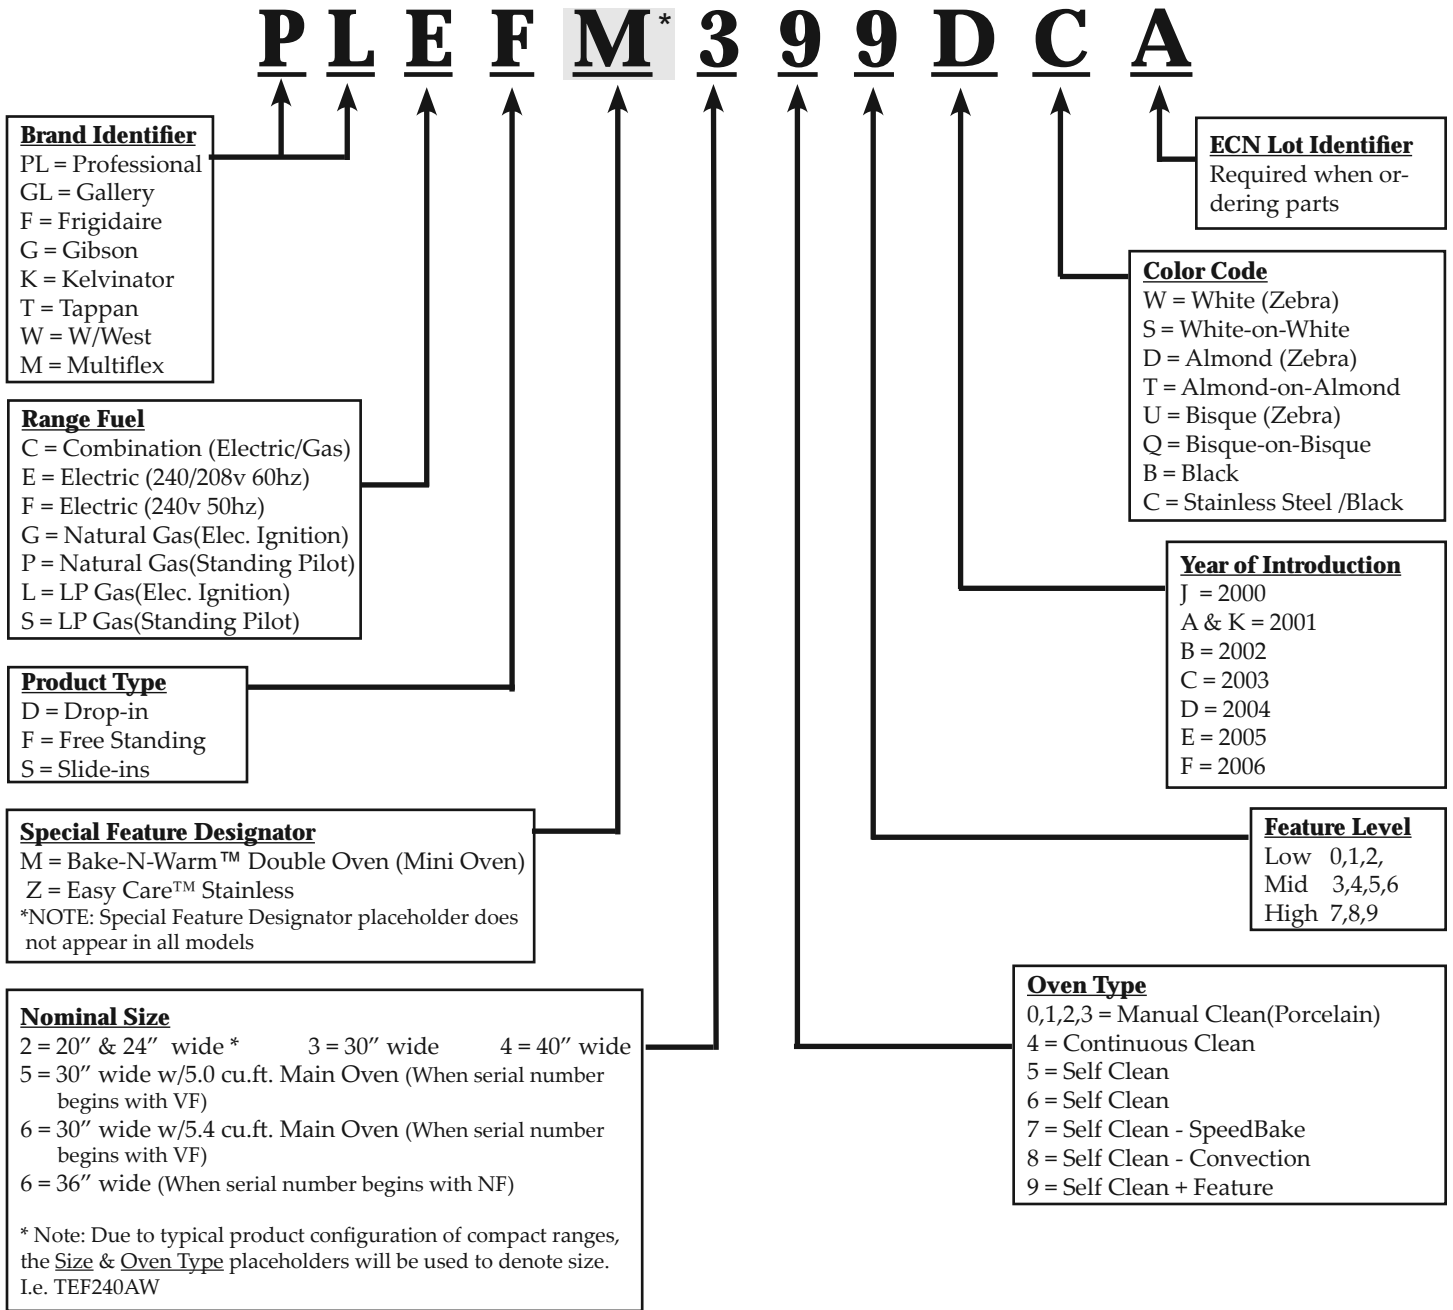 P L E F M* 3 9 9 D C A
Brand Identifier
PL = Professional
GL = Gallery
F = Frigidaire
G = Gibson
K = Kelvinator
T = Tappan
W = W/West
M = Multiflex
Range Fuel
C = Combination (Electric/Gas)
E = Electric (240/208v 60hz)
F = Electric (240v 50hz)
G = Natural Gas(Elec. Ignition)
P = Natural Gas(Standing Pilot)
L = LP Gas(Elec. Ignition)
S = LP Gas(Standing Pilot)
Product Type
D = Drop-in
F = Free Standing
S = Slide-ins
Special Feature Designator
M = Bake-N-Warm™ Double Oven (Mini Oven)
Z = Easy Care™ Stainless
*NOTE: Special Feature Designator placeholder does
not appear in all models
Nominal Size
2 = 20″ & 24″ wide * 3 = 30″ wide 4 = 40″ wide
5 = 30″ wide w/5.0 cu.ft. Main Oven (When serial number
begins with VF)
6 = 30″ wide w/5.4 cu.ft. Main Oven (When serial number
begins with VF)
6 = 36″ wide (When serial number begins with NF)
* Note: Due to typical product configuration of compact ranges,
the Size & Oven Type placeholders will be used to denote size.
I.e. TEF240AW
ECN Lot Identifier
Required when or-
dering parts
Color Code
W = White (Zebra)
S = White-on-White
D = Almond (Zebra)
T = Almond-on-Almond
U = Bisque (Zebra)
Q = Bisque-on-Bisque
B = Black
C = Stainless Steel /Black
Year of Introduction
J = 2000
A & K = 2001
B = 2002
C = 2003
D = 2004
E = 2005
F = 2006
Feature Level
Low 0,1,2,
Mid 3,4,5,6
High 7,8,9
Oven Type
0,1,2,3 = Manual Clean(Porcelain)
4 = Continuous Clean
5 = Self Clean
6 = Self Clean
7 = Self Clean - SpeedBake
8 = Self Clean - Convection
9 = Self Clean + Feature